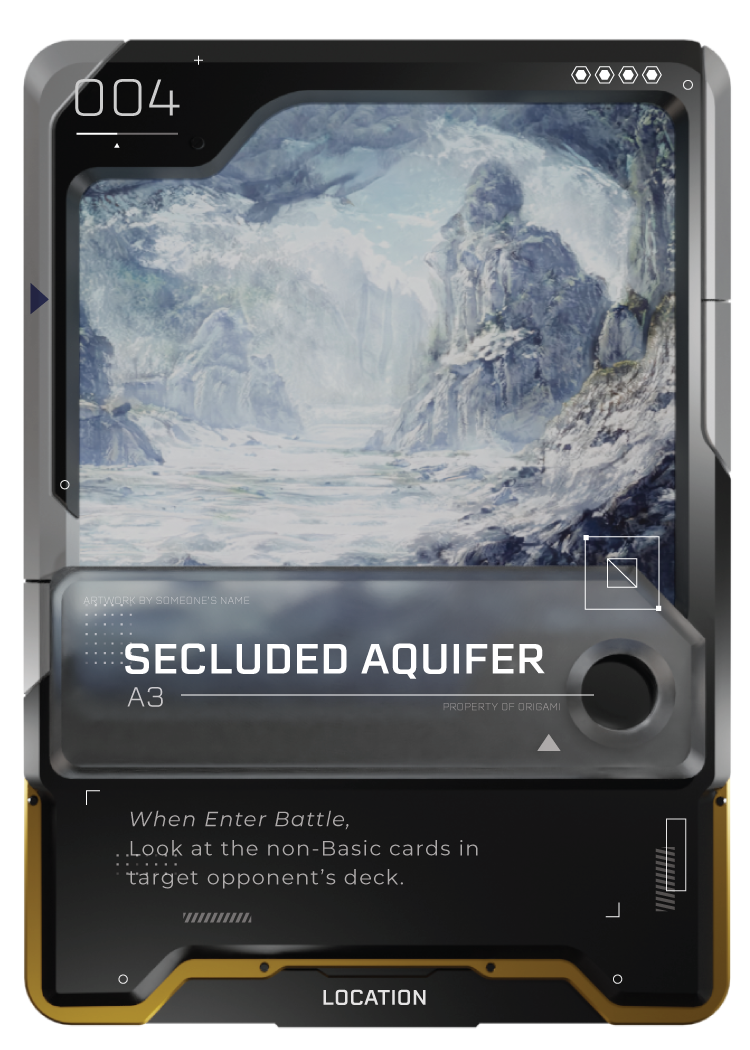 004
ARTWORK BY SOMEONE'S NAME
SECLUDED AQUIFER
A3
PROPERTY OF ORIGAMI
When Enter Battle,
Look at the non-Basic cards in
target opponent's deck.
LOCATION